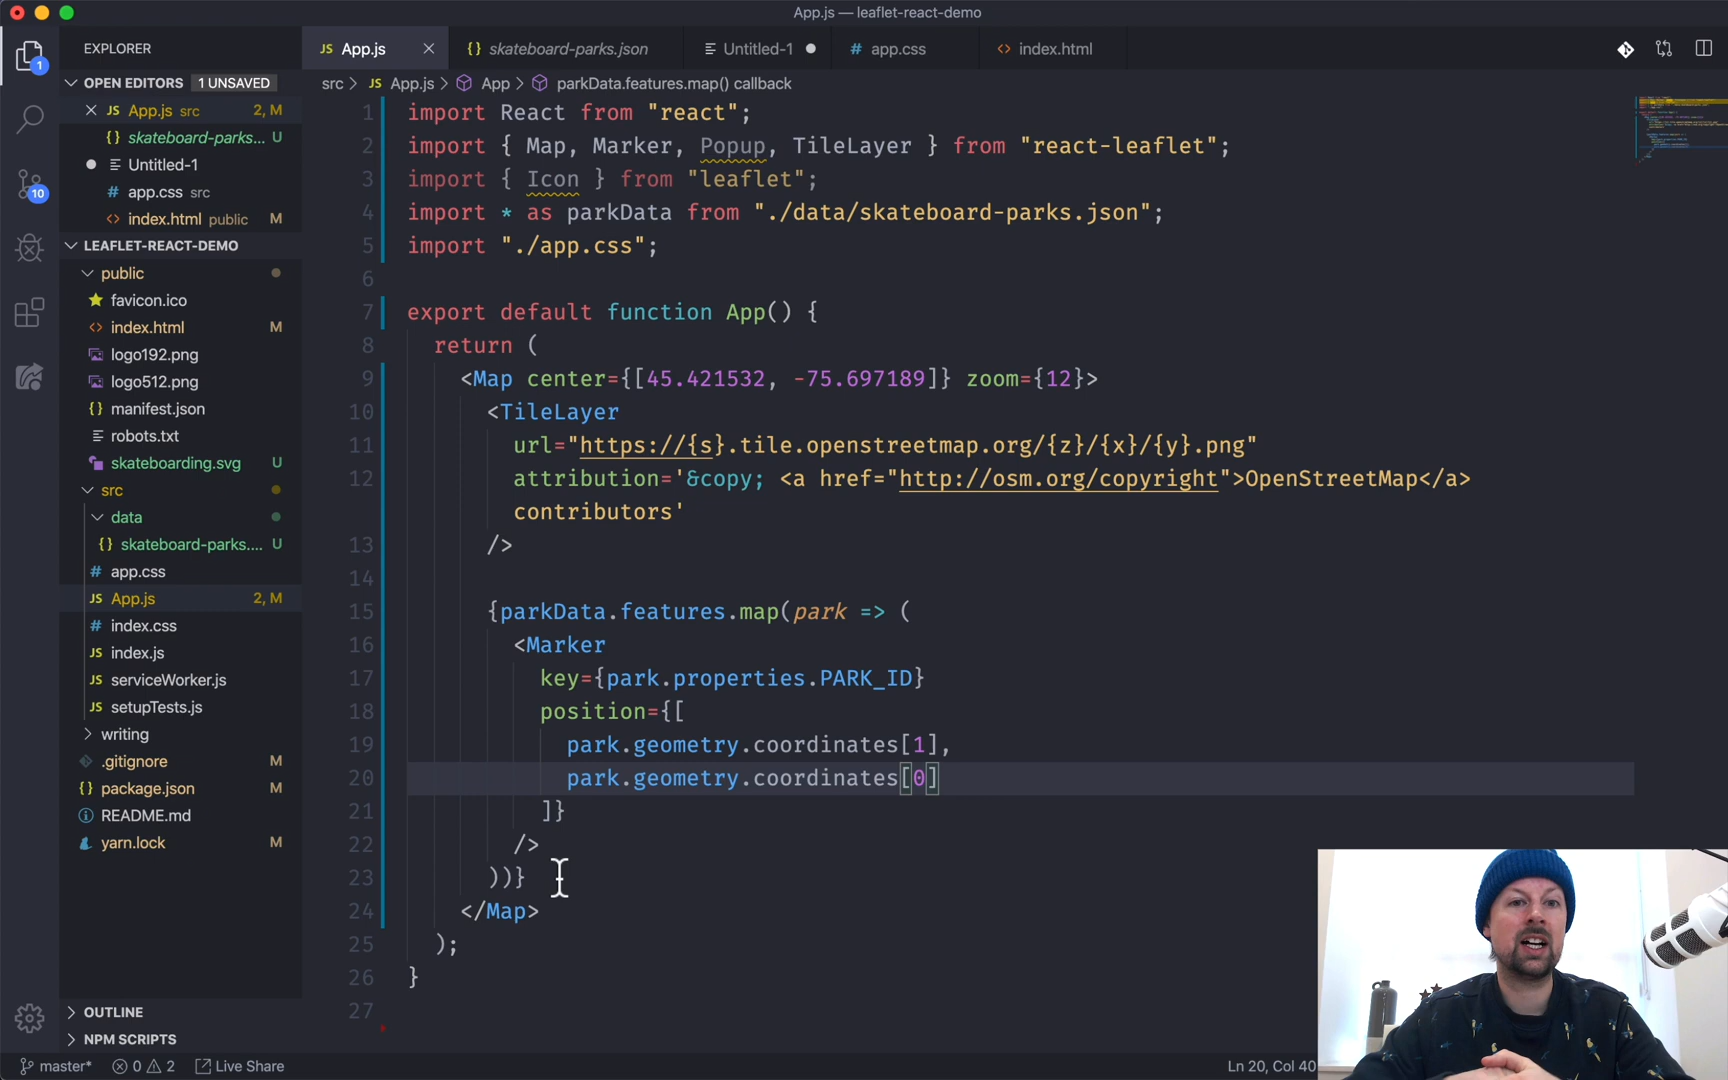 App.js — leaflet-react-demo
EXPLORER
JS App.js
{} skateboard-parks.json
Untitled-1
# app.css
<> index.html
OPEN EDITORS 1 UNSAVED
src > JS App.js > App > parkData.features.map() callback
1
JS App.js src 2, M
{} skateboard-parks... U
Untitled-1
# app.css src
<> index.html public M
10
LEAFLET-REACT-DEMO
public
favicon.ico
<> index.html M
logo192.png
logo512.png
{} manifest.json
robots.txt
skateboarding.svg U
src
data
{} skateboard-parks.... U
# app.css
JS App.js 2, M
# index.css
JS index.js
JS serviceWorker.js
JS setupTests.js
writing
.gitignore M
{} package.json M
README.md
yarn.lock M
OUTLINE
NPM SCRIPTS
1 import React from "react";
2 import { Map, Marker, Popup, TileLayer } from "react-leaflet";
3 import { Icon } from "leaflet";
4 import * as parkData from "./data/skateboard-parks.json";
5 import "./app.css";
6
7 export default function App() {
8 return (
9 <Map center={[45.421532, -75.697189]} zoom={12}>
10 <TileLayer
11 url="https://{s}.tile.openstreetmap.org/{z}/{x}/{y}.png"
12 attribution='&copy; <a href="http://osm.org/copyright">OpenStreetMap</a>
contributors'
13 />
14
15 {parkData.features.map(park => (
16 <Marker
17 key={park.properties.PARK_ID}
18 position={[
19 park.geometry.coordinates[1],
20 park.geometry.coordinates[0]
21 ]}
22 />
23 ))}
24 </Map>
25 );
26 }
27
master* 0 2 Live Share
Ln 20, Col 40